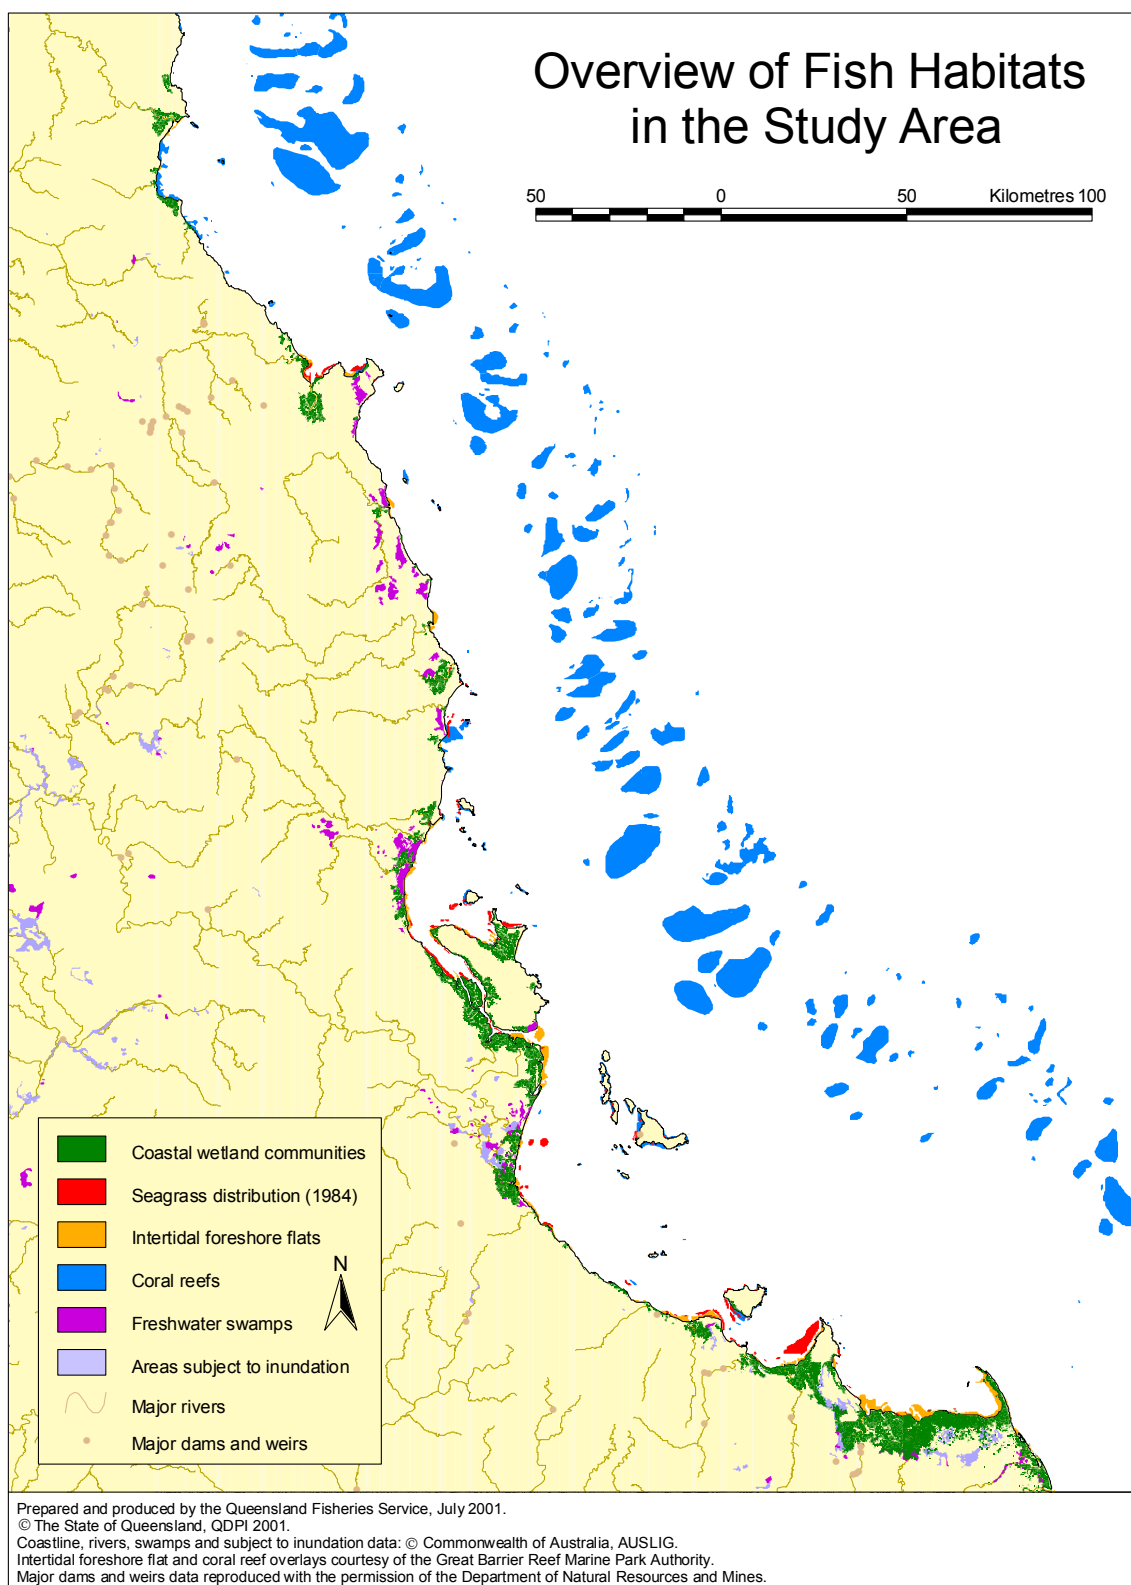 Overview of Fish Habitats
in the Study Area
50 0 50 Kilometres 100
Coastal wetland communities
Seagrass distribution (1984)
Intertidal foreshore flats
N
Coral reefs
Freshwater swamps
Areas subject to inundation
Major rivers
Major dams and weirs
Prepared and produced by the Queensland Fisheries Service, July 2001.
© The State of Queensland, QDPI 2001.
Coastline, rivers, swamps and subject to inundation data: © Commonwealth of Australia, AUSLIG.
Intertidal foreshore flat and coral reef overlays courtesy of the Great Barrier Reef Marine Park Authority.
Major dams and weirs data reproduced with the permission of the Department of Natural Resources and Mines.